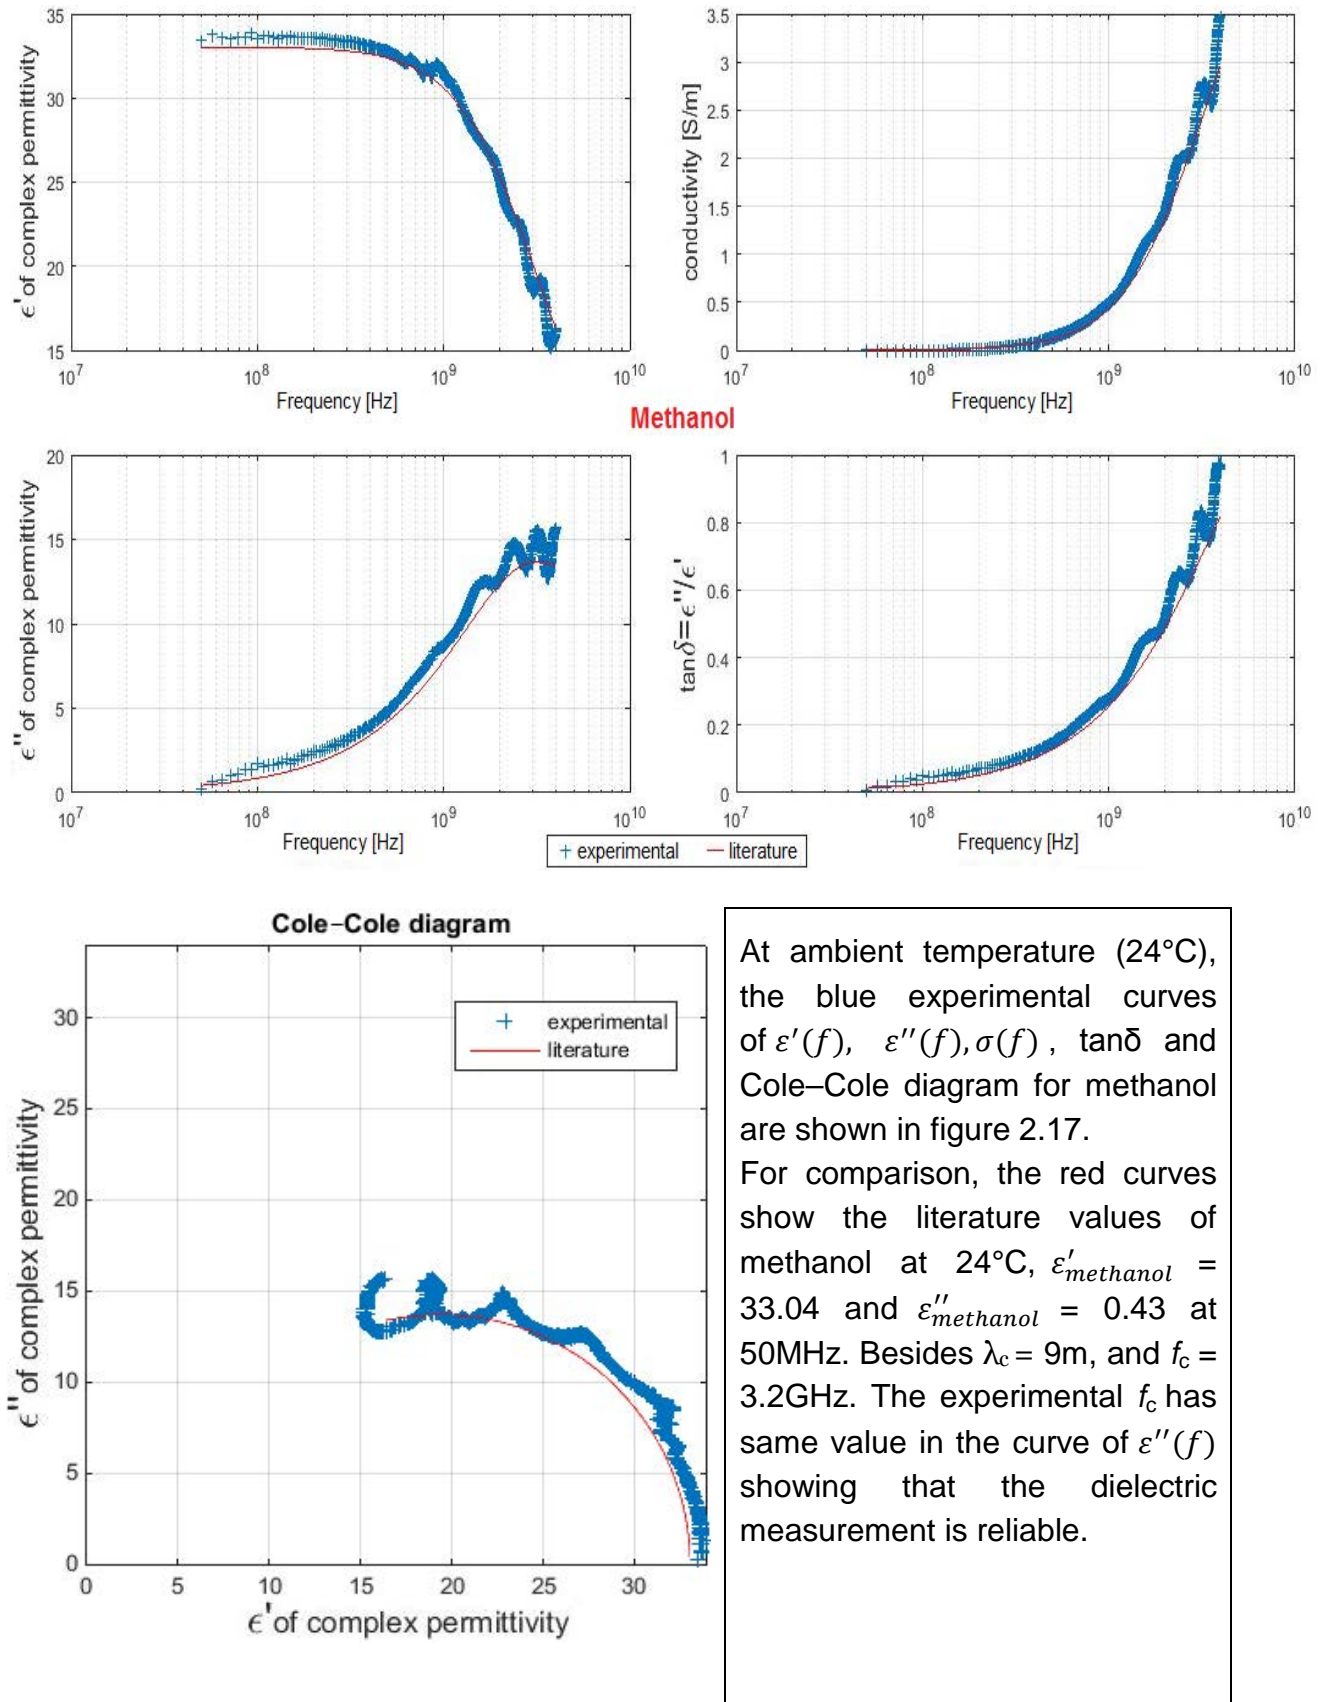 35
30
25
20
15
10^7
10^8
10^9
10^10
Frequency [Hz]
ϵ' of complex permittivity
3.5
3
2.5
2
1.5
1
0.5
0
10^7
10^8
10^9
10^10
Frequency [Hz]
conductivity [S/m]
Methanol
20
15
10
5
0
10^7
10^8
10^9
10^10
Frequency [Hz]
ϵ'' of complex permittivity
1
0.8
0.6
0.4
0.2
0
10^7
10^8
10^9
10^10
Frequency [Hz]
tanδ=ϵ''/ϵ'
+ experimental — literature
Cole–Cole diagram
30
25
20
15
10
5
0
0 5 10 15 20 25 30
ϵ' of complex permittivity
ϵ'' of complex permittivity
experimental
literature
At ambient temperature (24°C),
the blue experimental curves
of ε′(f), ε′′(f), σ(f) , tanδ and
Cole–Cole diagram for methanol
are shown in figure 2.17.
For comparison, the red curves
show the literature values of
methanol at 24°C, ε′methanol =
33.04 and ε′′methanol = 0.43 at
50MHz. Besides λc = 9m, and fc =
3.2GHz. The experimental fc has
same value in the curve of ε′′(f)
showing that the dielectric
measurement is reliable.